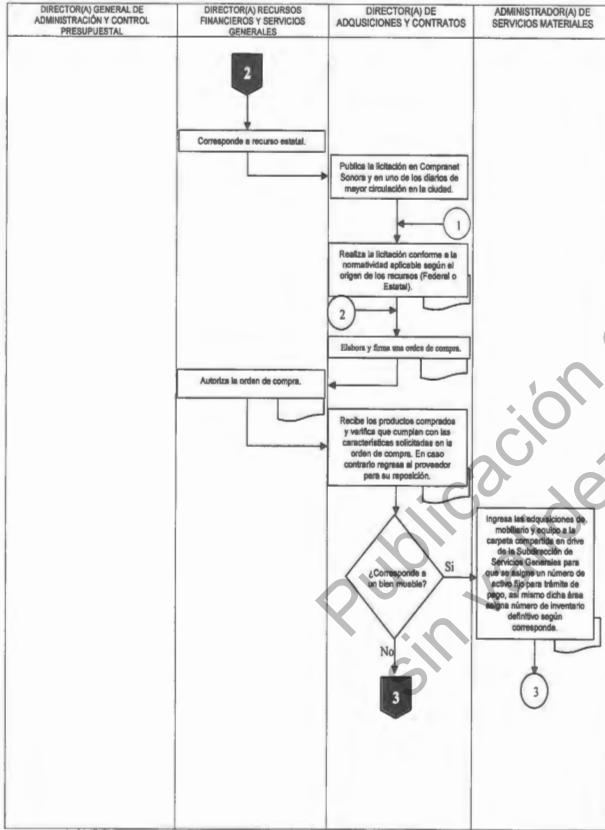 DIRECTOR(A) GENERAL DE
ADMINISTRACIÓN Y CONTROL
PRESUPUESTAL
DIRECTOR(A) RECURSOS
FINANCIEROS Y SERVICIOS
GENERALES
DIRECTOR(A) DE
ADQUSICIONES Y CONTRATOS
ADMINISTRADOR(A) DE
SERVICIOS MATERIALES
2
Corresponde a recurso estatal.
Publica la licitación en Compranet
Sonora y en uno de los diarios de
mayor circulación en la ciudad.
1
Realiza la licitación conforme a la
normatividad aplicable según el
origen de los recursos (Federal o
Estatal).
2
Elabora y firma una orden de compra.
Autoriza la orden de compra.
Recibe los productos comprados
y verifica que cumplan con las
características solicitadas en la
orden de compra. En caso
contrario regresa al proveedor
para su reposición.
¿Corresponde a
un bien mueble?
Si
No
Ingresa las adquisiciones de
mobiliario y equipo a la
carpeta compartida en drive
de la Subdirección de
Servicios Generales para
que se asigne un número de
activo fijo para trámite de
pago, así mismo dicha área
asigna número de inventario
definitivo según
corresponda.
3
3
Publicación
sin validez